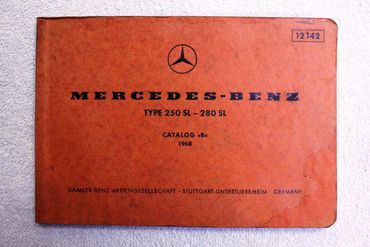 12142
MERCEDES-BENZ
TYPE 250 SL – 280 SL
CATALOG »B«
1968
DAIMLER-BENZ AKTIENGESELLSCHAFT · STUTTGART-UNTERTUERKHEIM · GERMANY